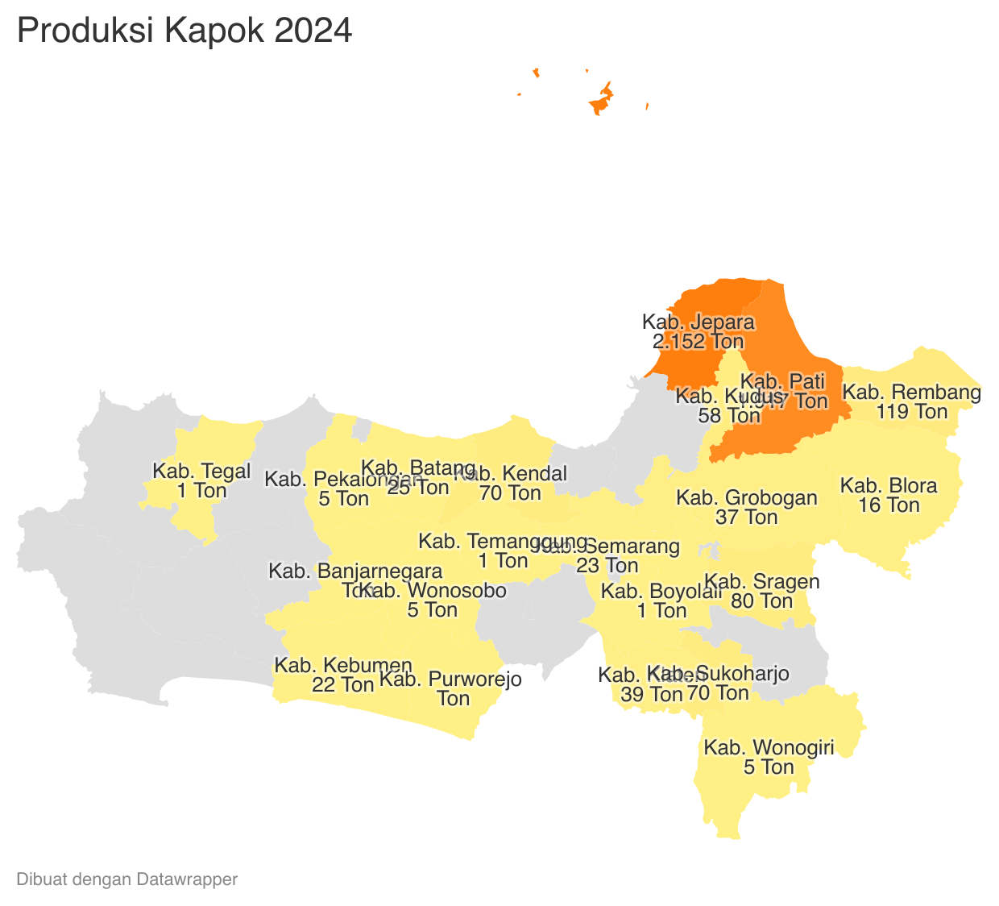 Produksi Kapok 2024
Kab. Jepara
2.152 Ton
Kab. Pati
Ton
Kab. Kudus
58 Ton
Kab. Rembang
119 Ton
Kab. Tegal
1 Ton
Kab. Pekalongan
5 Ton
Kab. Batang
25 Ton
Kab. Kendal
70 Ton
Kab. Grobogan
37 Ton
Kab. Blora
16 Ton
Kab. Temanggung
1 Ton
Kab. Semarang
23 Ton
Kab. Banjarnegara
Ton
Kab. Wonosobo
5 Ton
Kab. Boyolali
1 Ton
Kab. Sragen
80 Ton
Kab. Kebumen
22 Ton
Kab. Purworejo
Ton
Kab. Klaten
39 Ton
Kab. Sukoharjo
70 Ton
Kab. Wonogiri
5 Ton
Dibuat dengan Datawrapper